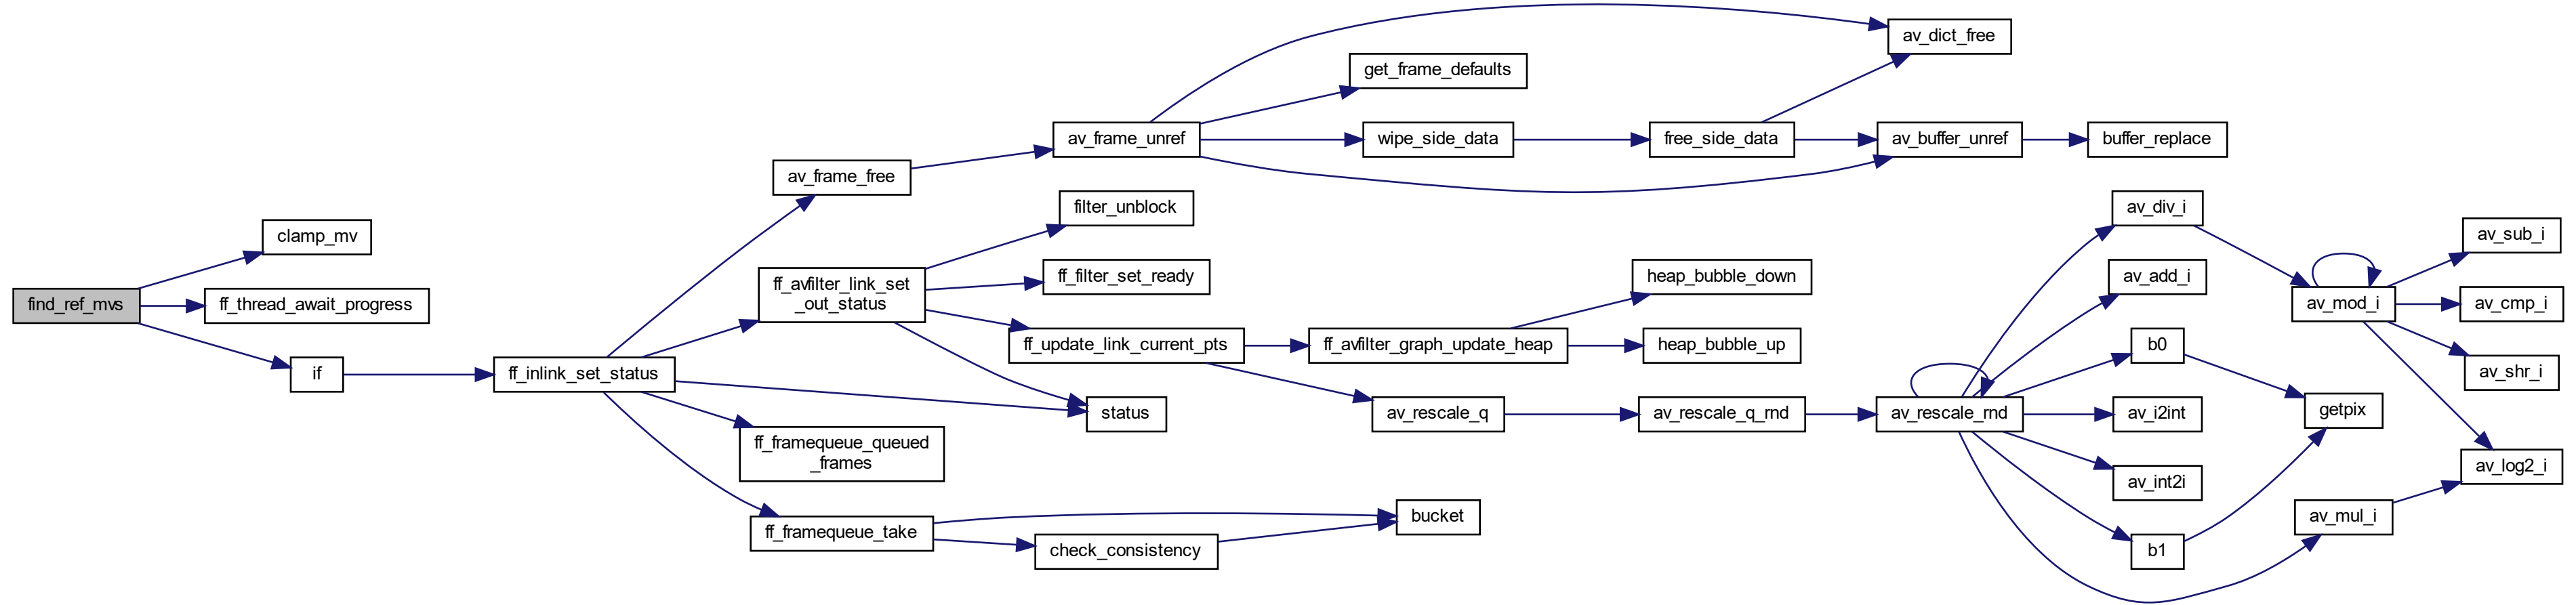 find_ref_mvs
clamp_mv
ff_thread_await_progress
if
ff_inlink_set_status
av_frame_free
ff_avfilter_link_set
_out_status
ff_framequeue_queued
_frames
ff_framequeue_take
av_frame_unref
filter_unblock
ff_filter_set_ready
ff_update_link_current_pts
status
check_consistency
get_frame_defaults
wipe_side_data
ff_avfilter_graph_update_heap
av_rescale_q
bucket
free_side_data
heap_bubble_down
heap_bubble_up
av_rescale_q_rnd
av_dict_free
av_buffer_unref
av_rescale_rnd
buffer_replace
av_div_i
av_add_i
b0
av_i2int
av_int2i
b1
av_mod_i
getpix
av_mul_i
av_sub_i
av_cmp_i
av_shr_i
av_log2_i